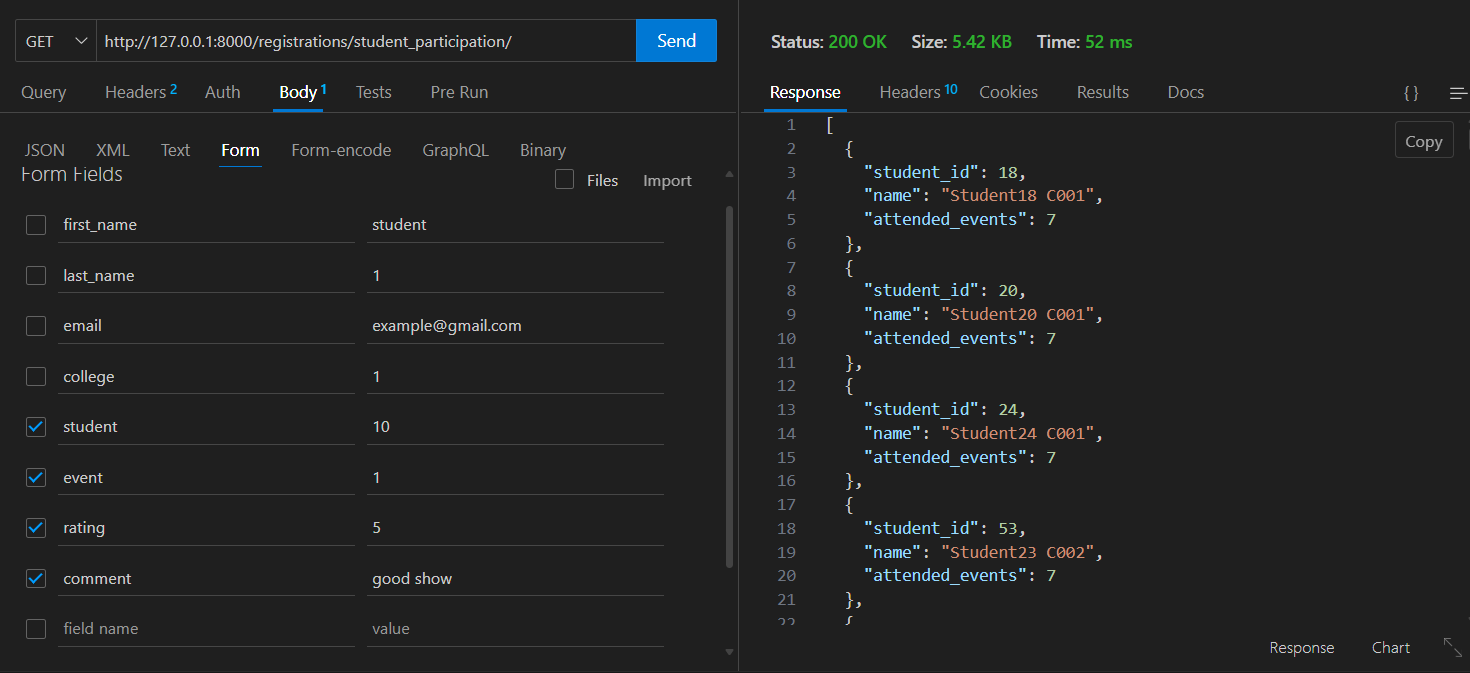 GET http://127.0.0.1:8000/registrations/student_participation/ Send
Query Headers 2 Auth Body 1 Tests Pre Run
JSON XML Text Form Form-encode GraphQL Binary
Form Fields Files Import
first_name student
last_name 1
email example@gmail.com
college 1
student 10
event 1
rating 5
comment good show
field name value
Status: 200 OK Size: 5.42 KB Time: 52 ms
Response Headers 10 Cookies Results Docs { }
Copy
1 [
2 {
3 "student_id": 18,
4 "name": "Student18 C001",
5 "attended_events": 7
6 },
7 {
8 "student_id": 20,
9 "name": "Student20 C001",
10 "attended_events": 7
11 },
12 {
13 "student_id": 24,
14 "name": "Student24 C001",
15 "attended_events": 7
16 },
17 {
18 "student_id": 53,
19 "name": "Student23 C002",
20 "attended_events": 7
21 },
22 {
Response Chart